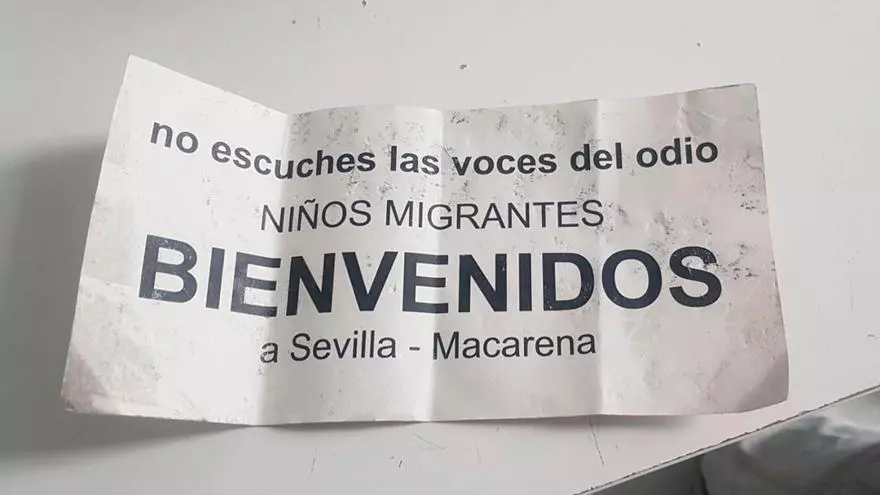 no escuches las voces del odio
NIÑOS MIGRANTES
BIENVENIDOS
a Sevilla - Macarena